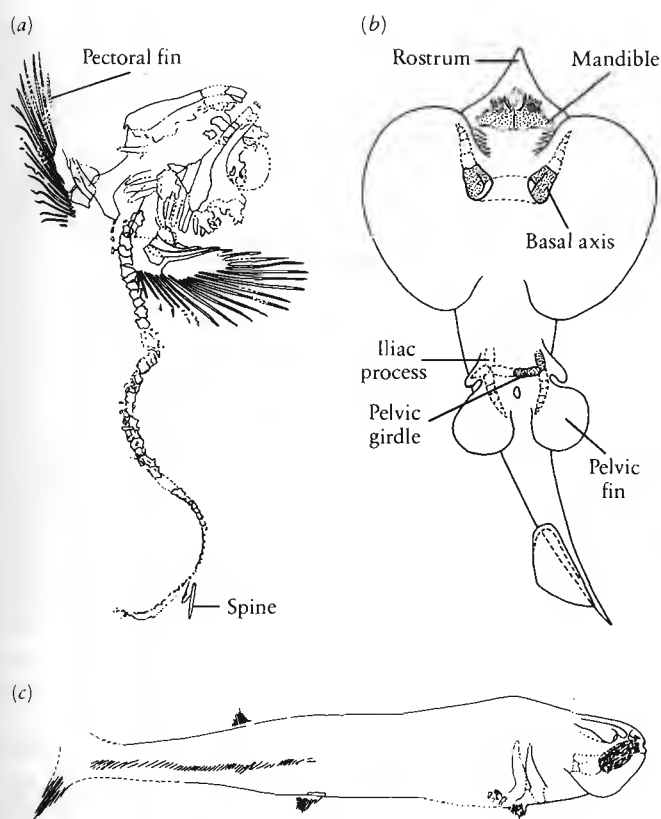 (a)
Pectoral fin
Spine
(b)
Rostrum
Mandible
Basal axis
Iliac
process
Pelvic
girdle
Pelvic
fin
(c)